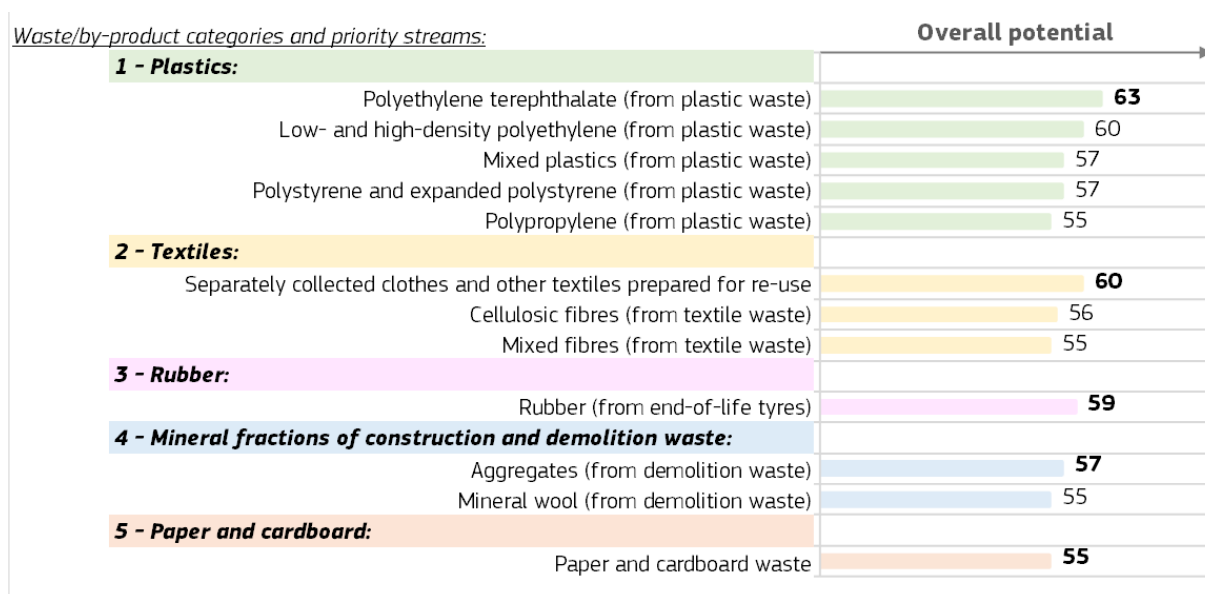 Waste/by-product categories and priority streams:
Overall potential
1 - Plastics:
Polyethylene terephthalate (from plastic waste) 63
Low- and high-density polyethylene (from plastic waste) 60
Mixed plastics (from plastic waste) 57
Polystyrene and expanded polystyrene (from plastic waste) 57
Polypropylene (from plastic waste) 55
2 - Textiles:
Separately collected clothes and other textiles prepared for re-use 60
Cellulosic fibres (from textile waste) 56
Mixed fibres (from textile waste) 55
3 - Rubber:
Rubber (from end-of-life tyres) 59
4 - Mineral fractions of construction and demolition waste:
Aggregates (from demolition waste) 57
Mineral wool (from demolition waste) 55
5 - Paper and cardboard:
Paper and cardboard waste 55